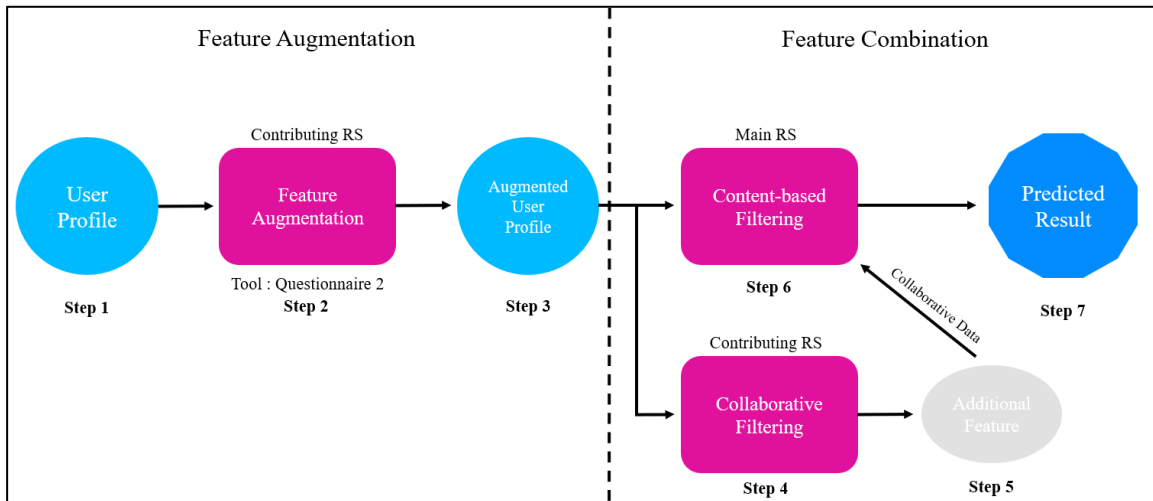 Feature Augmentation
Feature Combination
Contributing RS
Main RS
User
Profile
Feature
Augmentation
Augmented
User
Profile
Content-based
Filtering
Predicted
Result
Tool : Questionnaire 2
Step 1
Step 2
Step 3
Step 6
Collaborative Data
Step 7
Contributing RS
Collaborative
Filtering
Additional
Feature
Step 4
Step 5